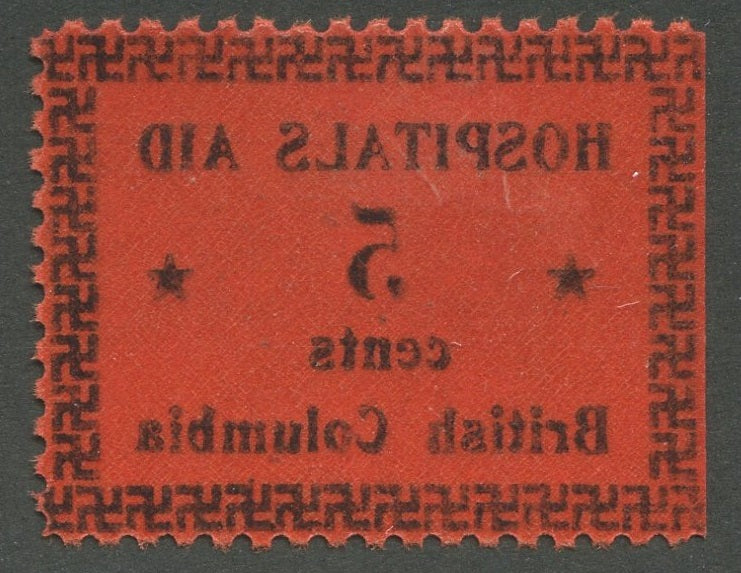 HOSPITALS AID
5
cents
British Columbia